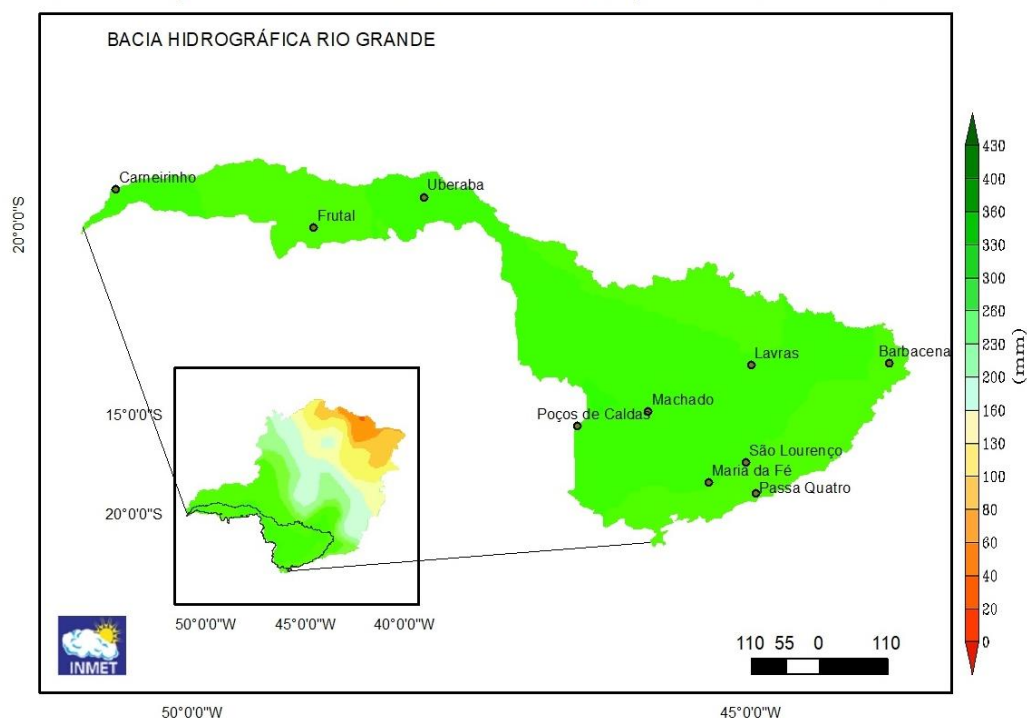 BACIA HIDROGRÁFICA RIO GRANDE
Carneirinho
Uberaba
Frutal
20°0'0"S
Lavras
Barbacena
Machado
Poços de Caldas
São Lourenço
Maria da Fé
Passa Quatro
15°0'0"S
20°0'0"S
50°0'0"W 45°0'0"W 40°0'0"W
INMET
110 55 0 110
50°0'0"W 45°0'0"W
430
400
360
330
300
260
230
200
160
130
100
80
60
40
20
0
(mm)